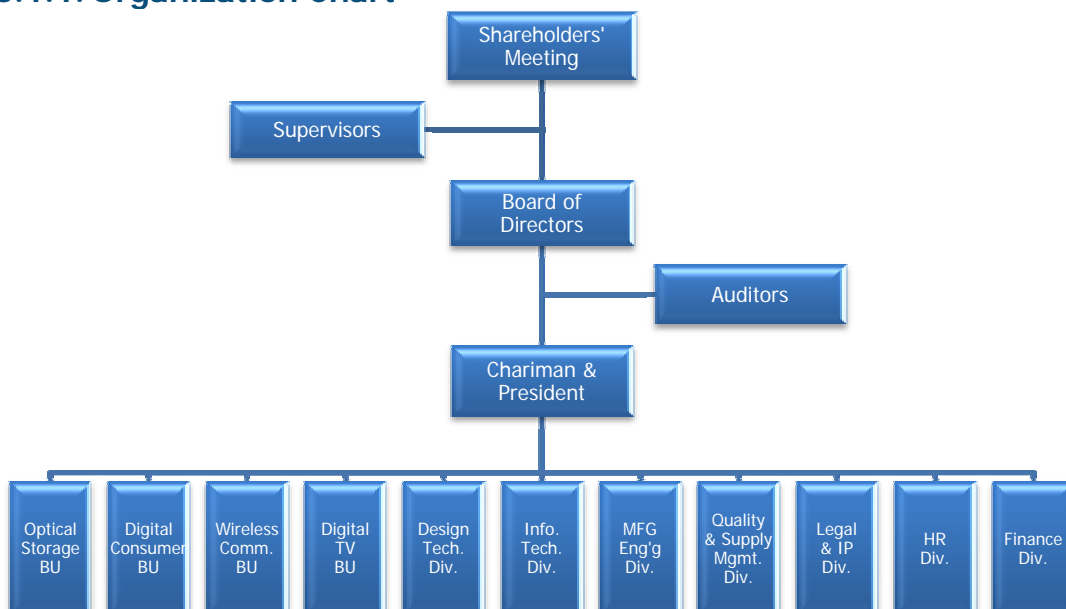 Organization Chart
Shareholders'
Meeting
Supervisors
Board of
Directors
Auditors
Chariman &
President
Optical
Storage
BU
Digital
Consumer
BU
Wireless
Comm.
BU
Digital
TV
BU
Design
Tech.
Div.
Info.
Tech.
Div.
MFG
Eng'g
Div.
Quality
& Supply
Mgmt.
Div.
Legal
& IP
Div.
HR
Div.
Finance
Div.